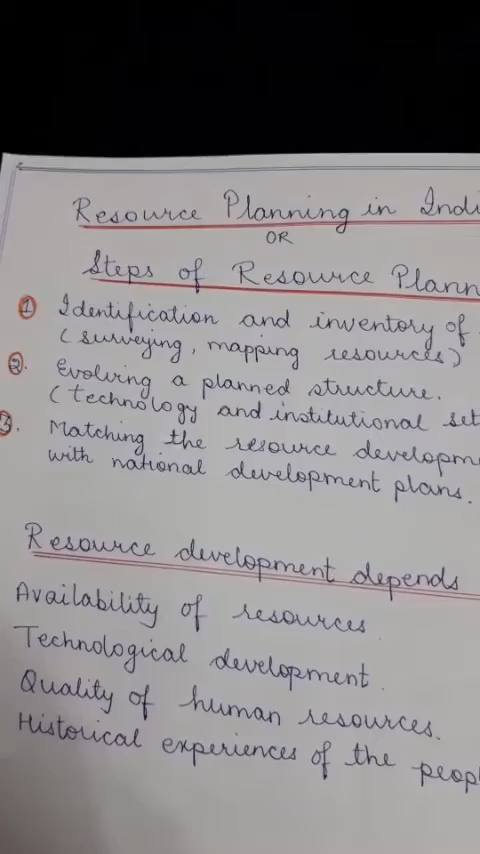 Resource Planning in Indi
OR
Steps of Resource Plann
1 Identification and inventory of
(surveying, mapping resources)
2. Evolving a planned structure.
(technology and institutional set
3. Matching the resource developm
with national development plans.
Resource development depends
Availability of resources.
Technological development.
Quality of human resources.
Historical experiences of the peopl